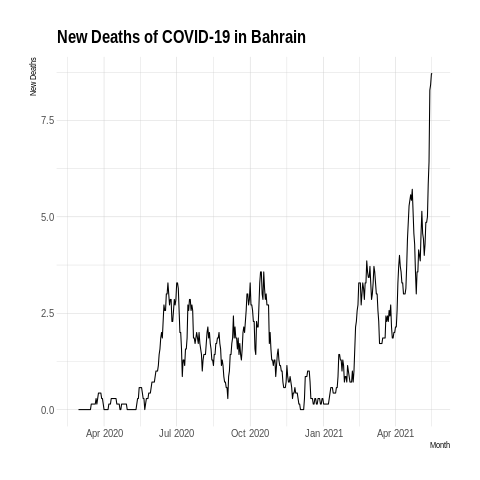 New Deaths of COVID-19 in Bahrain
New Deaths
7.5
5.0
2.5
0.0
Apr 2020 Jul 2020 Oct 2020 Jan 2021 Apr 2021
Month